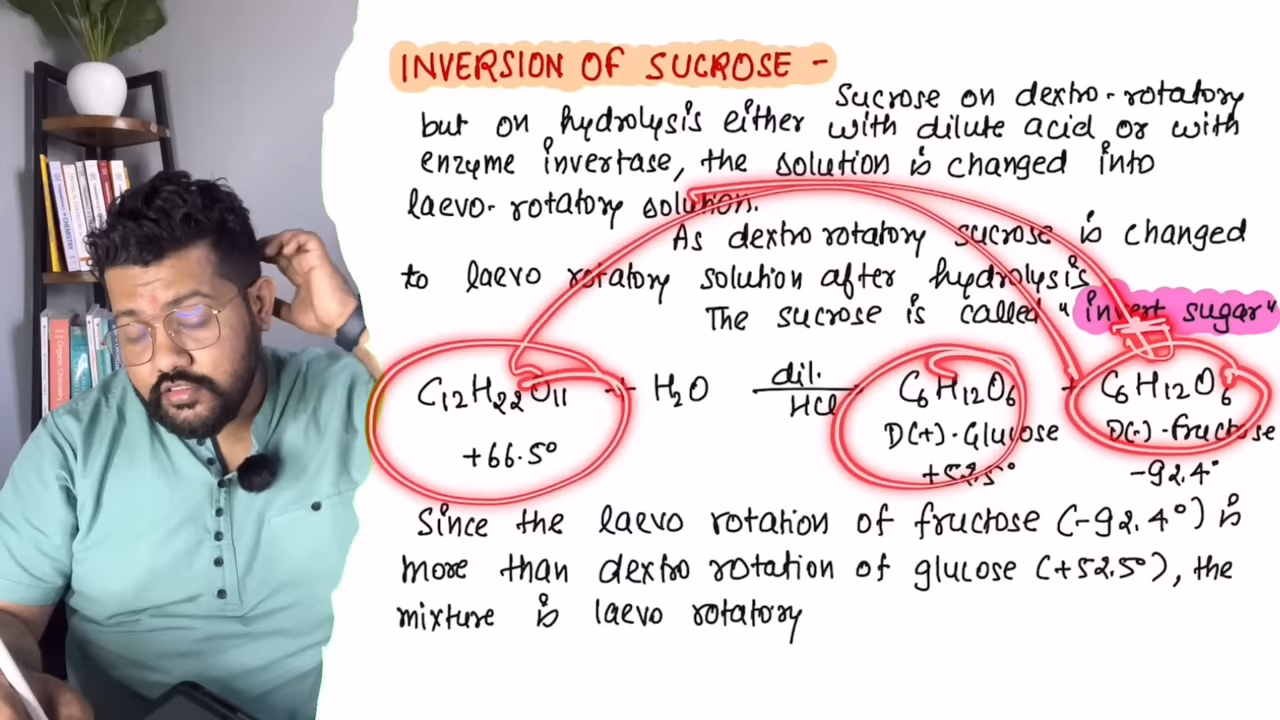 INVERSION OF SUCROSE -
Sucrose on dextro-rotatory
but on hydrolysis either with dilute acid or with
enzyme invertase, the solution is changed into
laevo-rotatory solution.
As dextro rotatory sucrose is changed
to laevo rotatory solution after hydrolysis
The sucrose is called "invert sugar"
C12H22O11 + H2O dil. HCl C6H12O6 + C6H12O6
D(+)-Glucose D(-)-fructose
+66.5° +52.5° -92.4°
Since the laevo rotation of fructose (-92.4°) is
more than dextro rotation of glucose (+52.5°), the
mixture is laevo rotatory